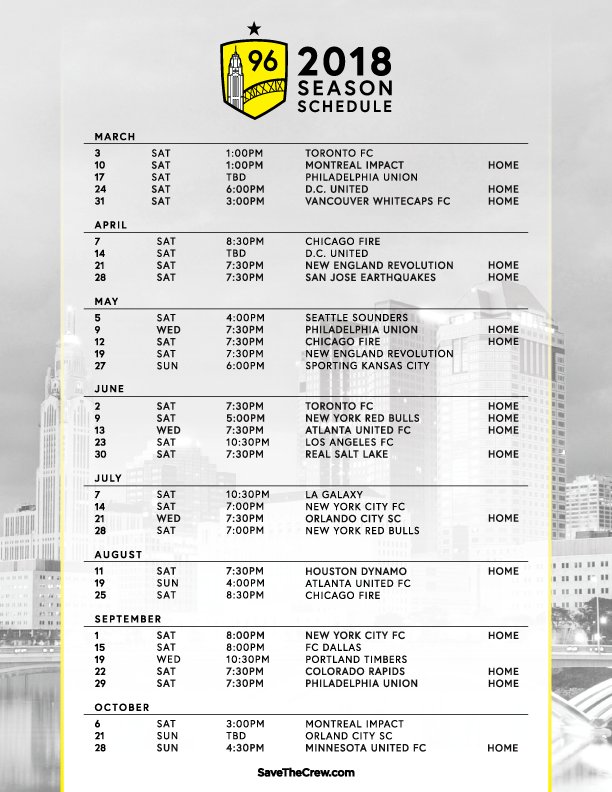 96
2018
SEASON
SCHEDULE
MARCH
3 SAT 1:00PM TORONTO FC
10 SAT 1:00PM MONTREAL IMPACT HOME
17 SAT TBD PHILADELPHIA UNION
24 SAT 6:00PM D.C. UNITED HOME
31 SAT 3:00PM VANCOUVER WHITECAPS FC HOME
APRIL
7 SAT 8:30PM CHICAGO FIRE
14 SAT TBD D.C. UNITED
21 SAT 7:30PM NEW ENGLAND REVOLUTION HOME
28 SAT 7:30PM SAN JOSE EARTHQUAKES HOME
MAY
5 SAT 4:00PM SEATTLE SOUNDERS
9 WED 7:30PM PHILADELPHIA UNION HOME
12 SAT 7:30PM CHICAGO FIRE HOME
19 SAT 7:30PM NEW ENGLAND REVOLUTION
27 SUN 6:00PM SPORTING KANSAS CITY
JUNE
2 SAT 7:30PM TORONTO FC HOME
9 SAT 5:00PM NEW YORK RED BULLS HOME
13 WED 7:30PM ATLANTA UNITED FC HOME
23 SAT 10:30PM LOS ANGELES FC
30 SAT 7:30PM REAL SALT LAKE HOME
JULY
7 SAT 10:30PM LA GALAXY
14 SAT 7:00PM NEW YORK CITY FC
21 WED 7:30PM ORLANDO CITY SC HOME
28 SAT 7:00PM NEW YORK RED BULLS
AUGUST
11 SAT 7:30PM HOUSTON DYNAMO HOME
19 SUN 4:00PM ATLANTA UNITED FC
25 SAT 8:30PM CHICAGO FIRE
SEPTEMBER
1 SAT 8:00PM NEW YORK CITY FC HOME
15 SAT 8:00PM FC DALLAS
19 WED 10:30PM PORTLAND TIMBERS
22 SAT 7:30PM COLORADO RAPIDS HOME
29 SAT 7:30PM PHILADELPHIA UNION HOME
OCTOBER
6 SAT 3:00PM MONTREAL IMPACT
21 SUN TBD ORLAND CITY SC
28 SUN 4:30PM MINNESOTA UNITED FC HOME
SaveTheCrew.com